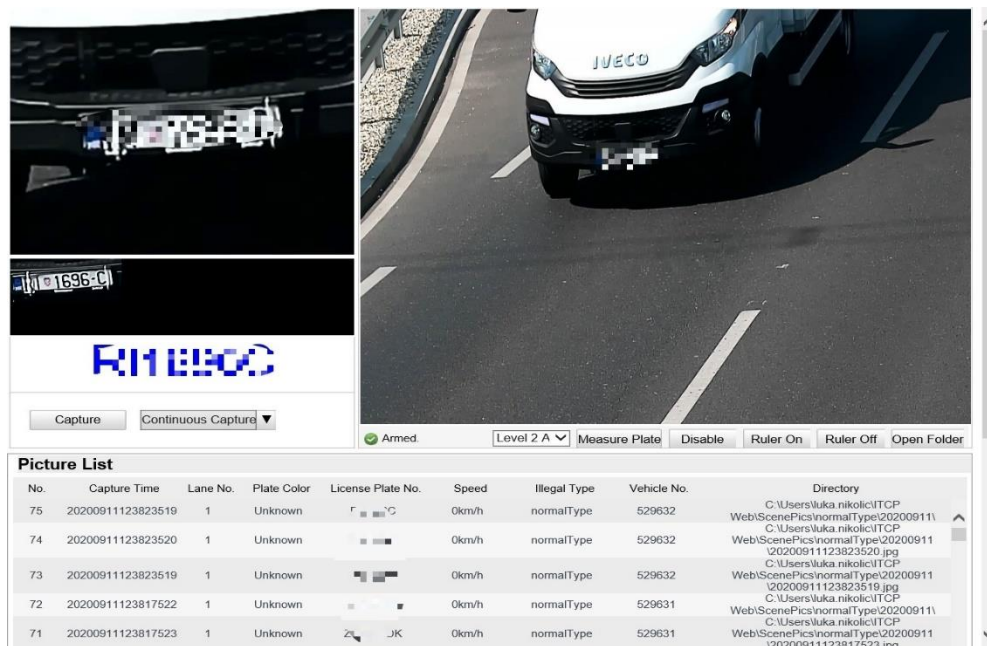 IVECO
Capture
Continuous Capture ▼
Armed.
Level 2 A
Measure Plate
Disable
Ruler On
Ruler Off
Open Folder
Picture List
No. Capture Time Lane No. Plate Color License Plate No. Speed Illegal Type Vehicle No. Directory
75 20200911123823519 1 Unknown 0km/h normalType 529632 C:\Users\luka.nikolic\ITCP
Web\ScenePics\normalType\20200911\
74 20200911123823520 1 Unknown 0km/h normalType 529632 C:\Users\luka.nikolic\ITCP
Web\ScenePics\normalType\20200911
\20200911123823520.jpg
73 20200911123823519 1 Unknown 0km/h normalType 529632 C:\Users\luka.nikolic\ITCP
Web\ScenePics\normalType\20200911
\20200911123823519.jpg
72 20200911123817522 1 Unknown 0km/h normalType 529631 C:\Users\luka.nikolic\ITCP
Web\ScenePics\normalType\20200911\
71 20200911123817523 1 Unknown 0km/h normalType 529631 C:\Users\luka.nikolic\ITCP
Web\ScenePics\normalType\20200911
\20200911123817523.jpg